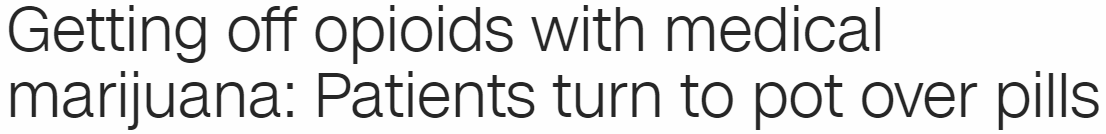 Getting off opioids with medical
marijuana: Patients turn to pot over pills